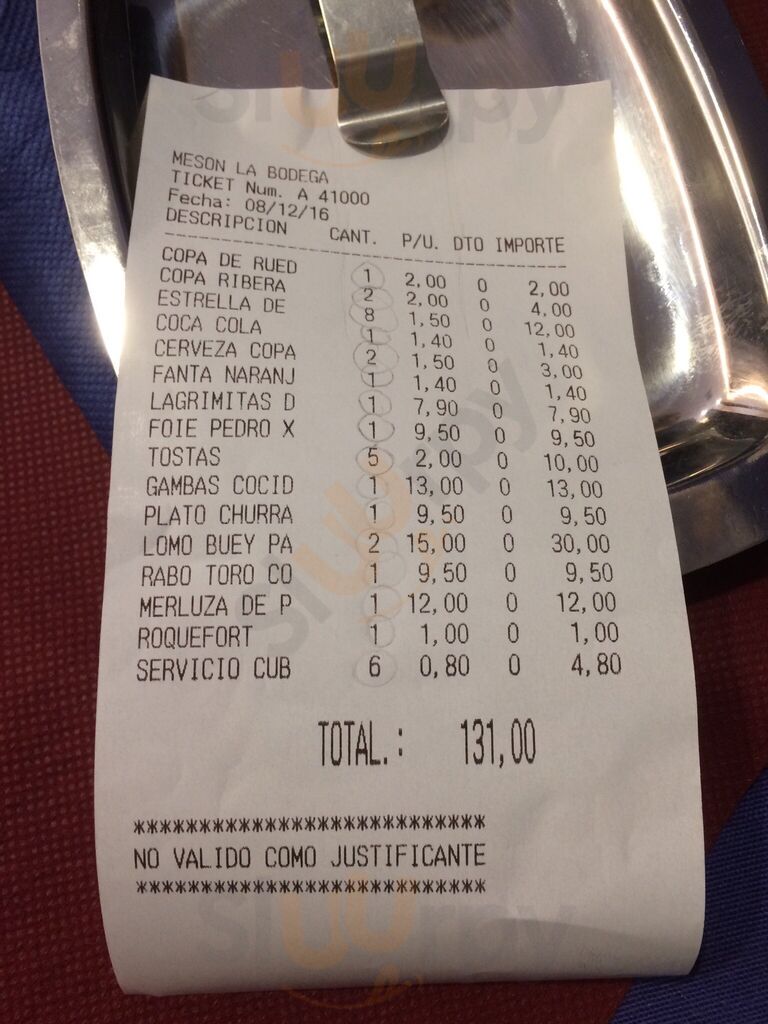 MESON LA BODEGA
TICKET Num. A 41000
Fecha: 08/12/16
DESCRIPCION CANT. P/U. DTO IMPORTE
COPA DE RUED 1 2,00 0 2,00
COPA RIBERA 2 2,00 0 4,00
ESTRELLA DE 8 1,50 0 12,00
COCA COLA 1 1,40 0 1,40
CERVEZA COPA 2 1,50 0 3,00
FANTA NARANJ 1 1,40 0 1,40
LAGRIMITAS D 1 7,90 0 7,90
FOIE PEDRO X 1 9,50 0 9,50
TOSTAS 5 2,00 0 10,00
GAMBAS COCID 1 13,00 0 13,00
PLATO CHURRA 1 9,50 0 9,50
LOMO BUEY PA 2 15,00 0 30,00
RABO TORO CO 1 9,50 0 9,50
MERLUZA DE P 1 12,00 0 12,00
ROQUEFORT 1 1,00 0 1,00
SERVICIO CUB 6 0,80 0 4,80
TOTAL.: 131,00
***************************
NO VALIDO COMO JUSTIFICANTE
***************************
sluurpy
sluurpy
sluurpy